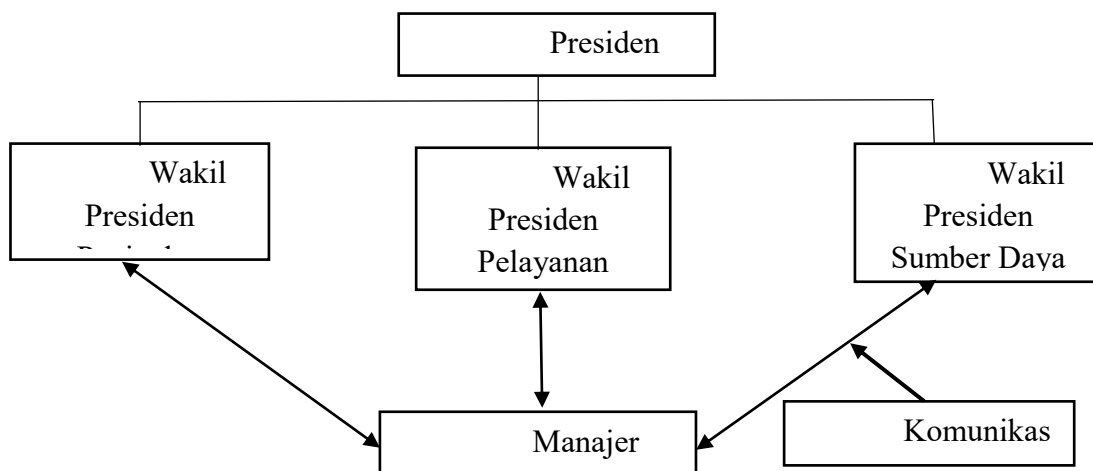 Presiden
Wakil
Presiden
Wakil
Presiden
Pelayanan
Wakil
Presiden
Sumber Daya
Manajer
Komunikas